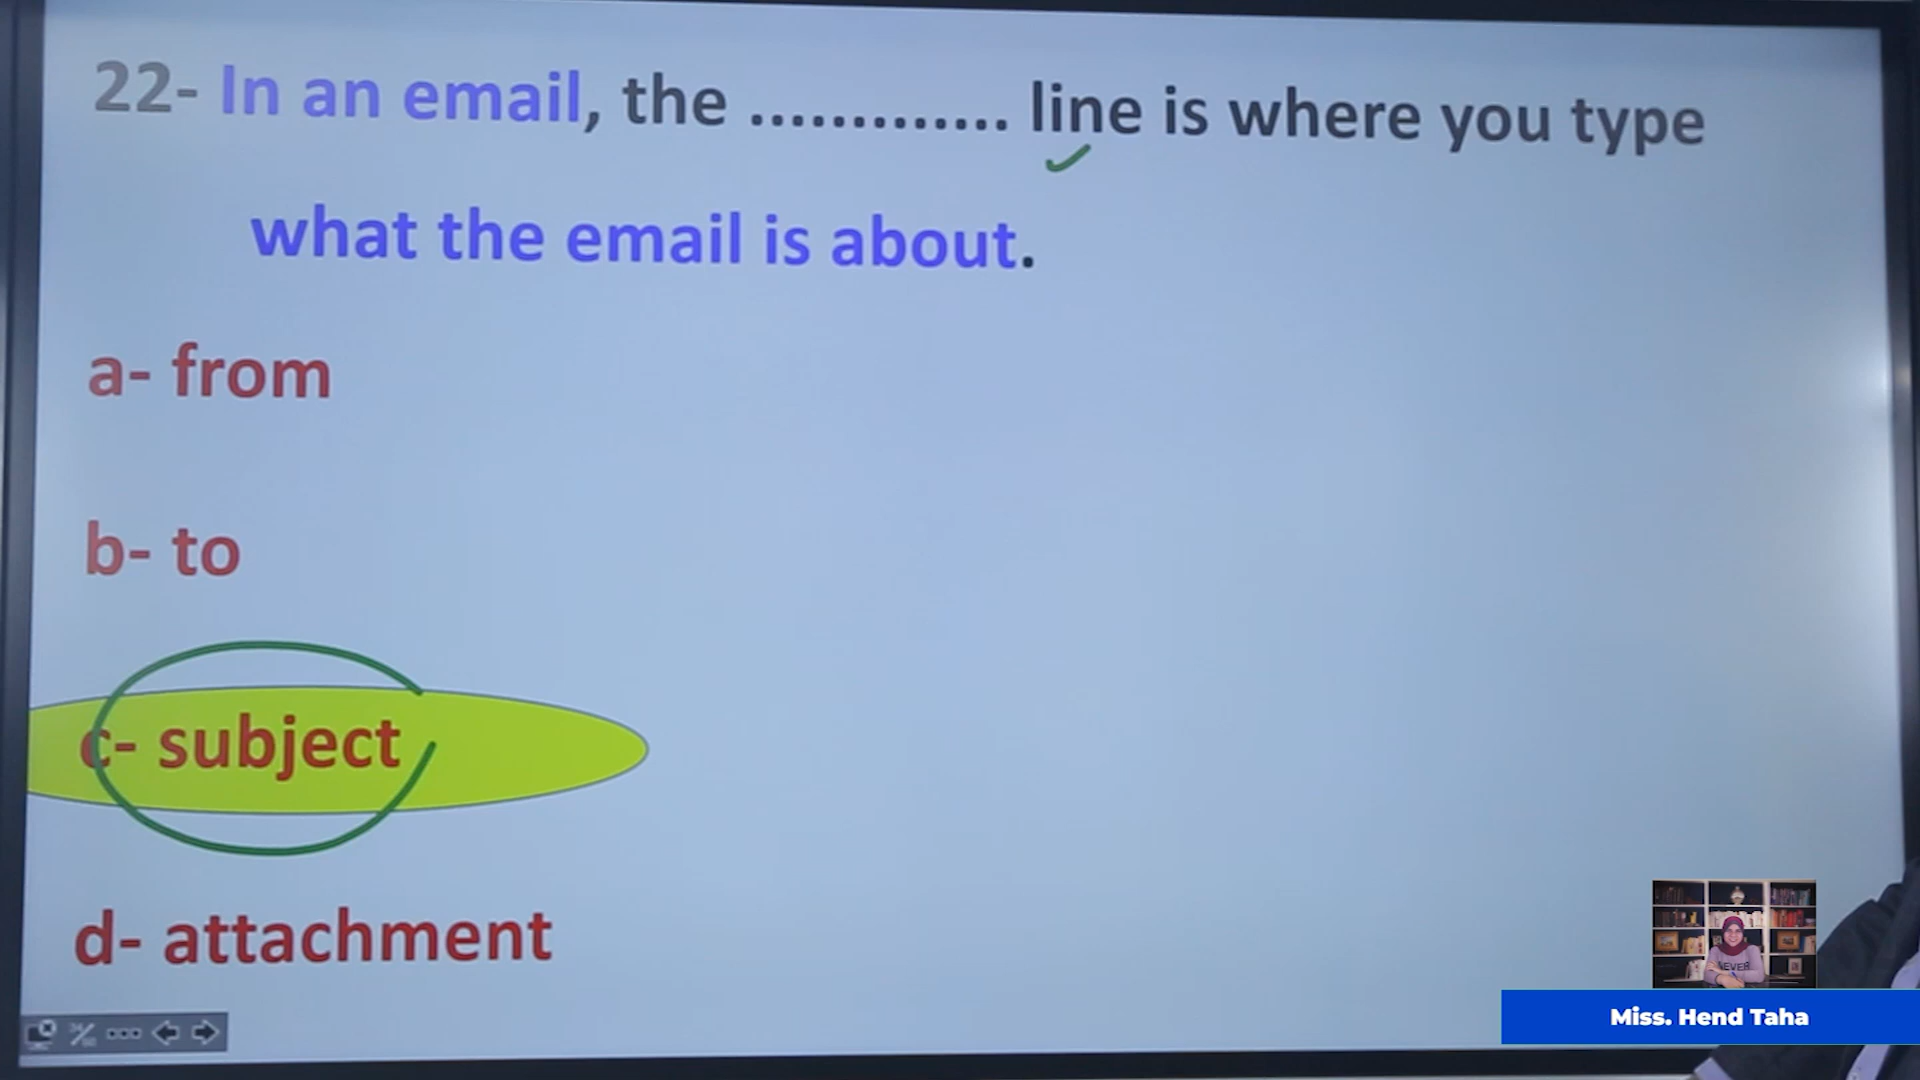 22- In an email, the ............. line is where you type
what the email is about.
a- from
b- to
c- subject
d- attachment
NEVER
Miss. Hend Taha